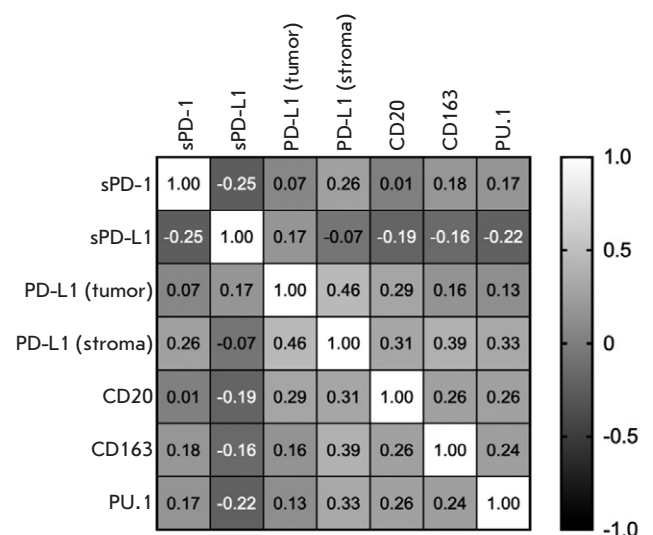 sPD-1 sPD-L1 PD-L1 (tumor) PD-L1 (stroma) CD20 CD163 PU.1
sPD-1 1.00 -0.25 0.07 0.26 0.01 0.18 0.17
sPD-L1 -0.25 1.00 0.17 -0.07 -0.19 -0.16 -0.22
PD-L1 (tumor) 0.07 0.17 1.00 0.46 0.29 0.16 0.13
PD-L1 (stroma) 0.26 -0.07 0.46 1.00 0.31 0.39 0.33
CD20 0.01 -0.19 0.29 0.31 1.00 0.26 0.26
CD163 0.18 -0.16 0.16 0.39 0.26 1.00 0.24
PU.1 0.17 -0.22 0.13 0.33 0.26 0.24 1.00
1.0
0.5
0
-0.5
-1.0